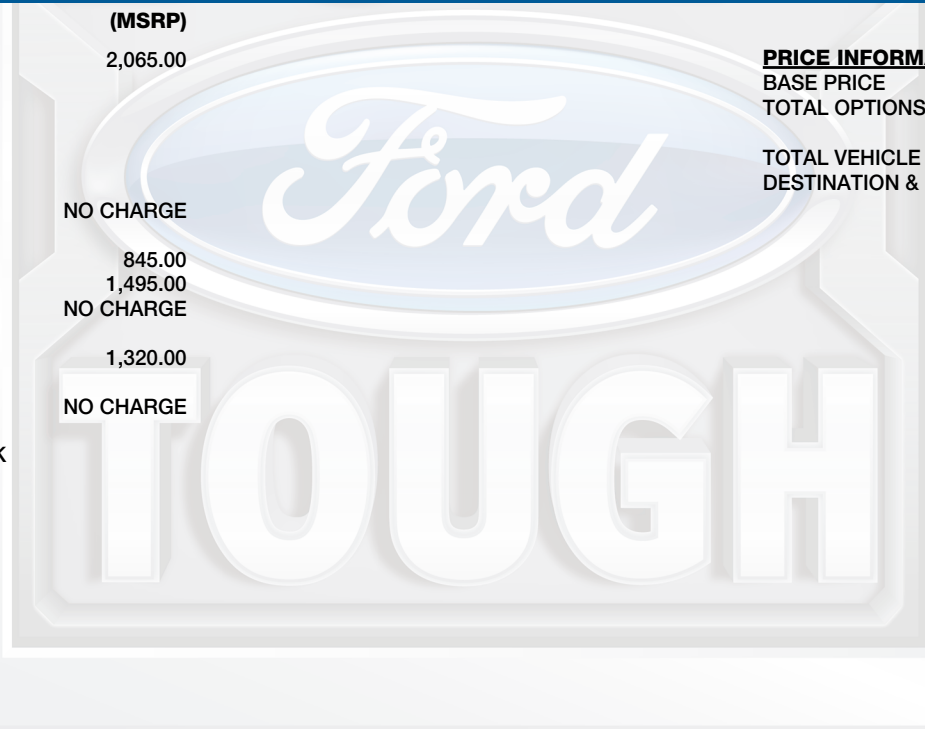 (MSRP)
2,065.00
NO CHARGE
845.00
1,495.00
NO CHARGE
1,320.00
NO CHARGE
K
PRICE INFORMA
BASE PRICE
TOTAL OPTIONS
TOTAL VEHICLE
DESTINATION &
Ford
TOUGH